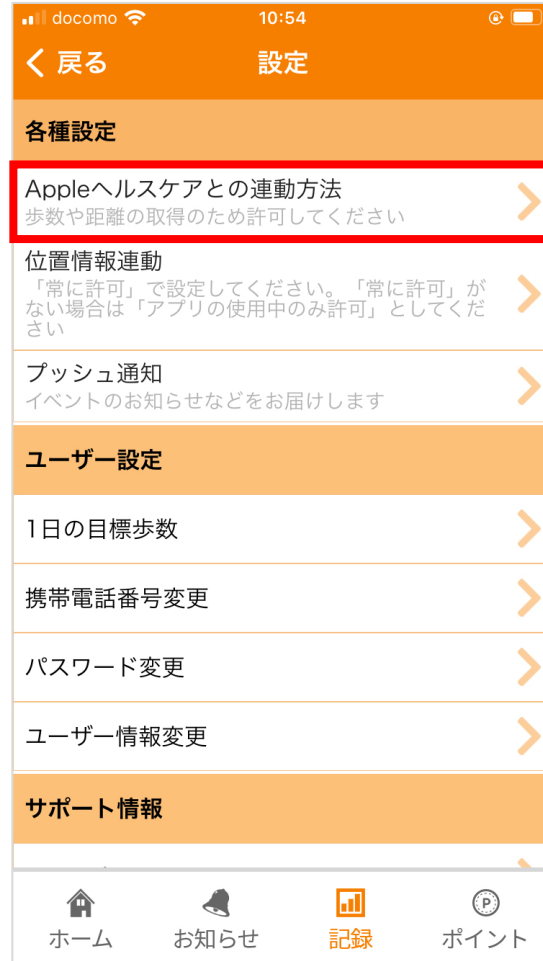 docomo 10:54
戻る 設定
各種設定
Appleヘルスケアとの連動方法
歩数や距離の取得のため許可してください
位置情報連動
「常に許可」で設定してください。「常に許可」が
ない場合は「アプリの使用中のみ許可」としてくだ
さい
プッシュ通知
イベントのお知らせなどをお届けします
ユーザー設定
1日の目標歩数
携帯電話番号変更
パスワード変更
ユーザー情報変更
サポート情報
P
ホーム お知らせ 記録 ポイント